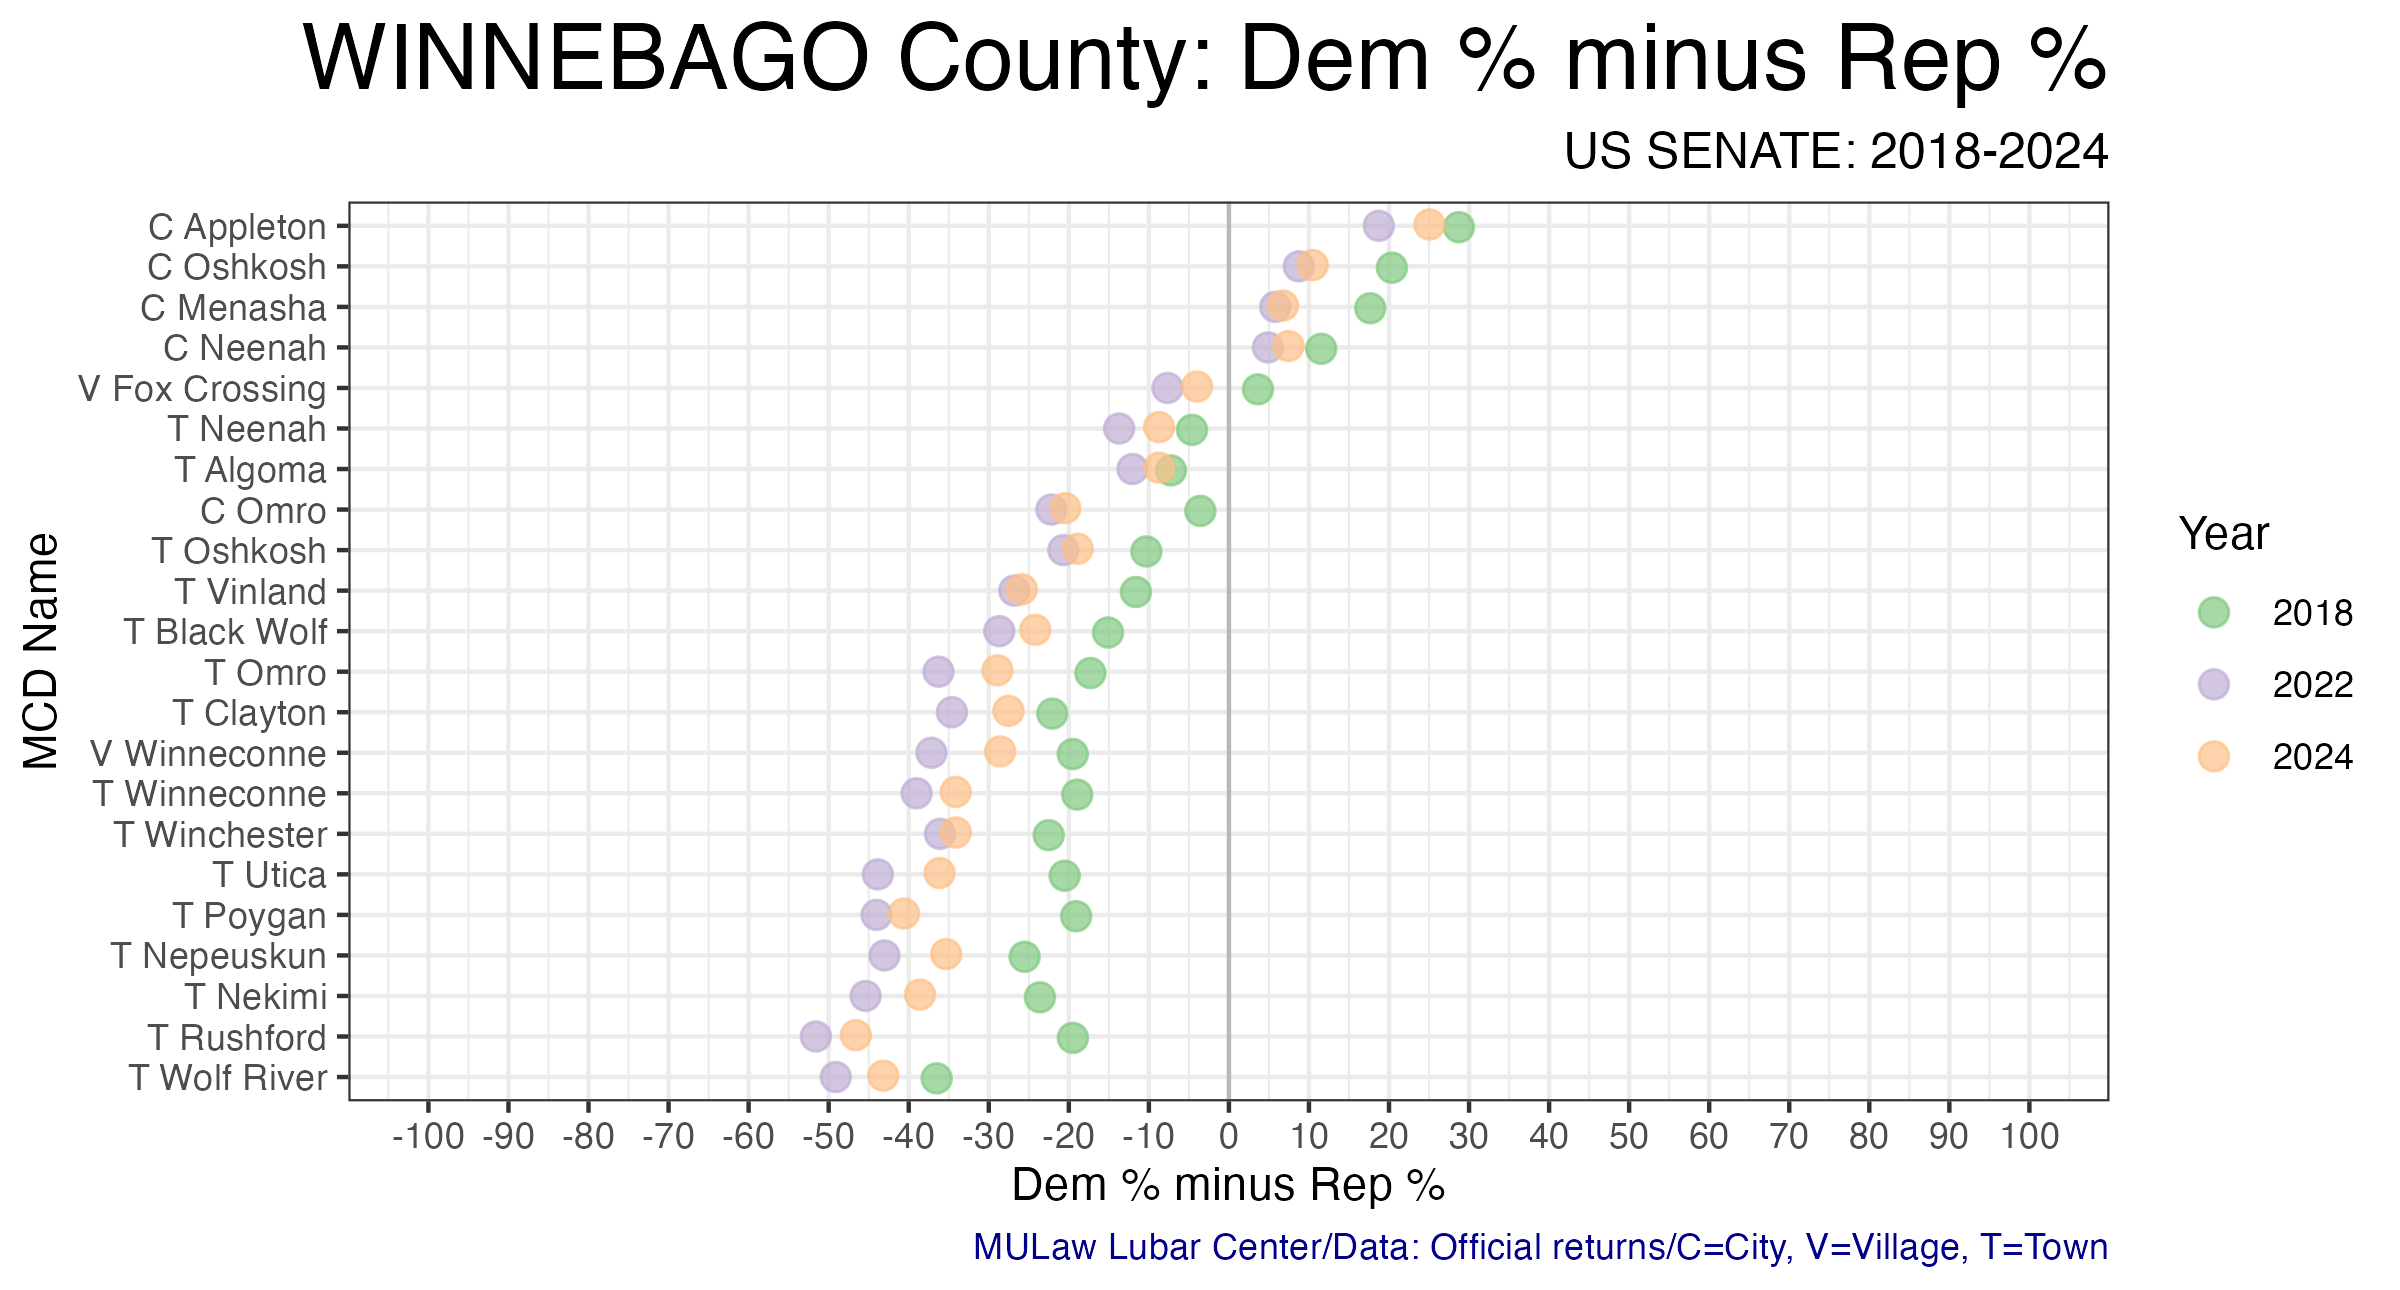 WINNEBAGO County: Dem % minus Rep %
US SENATE: 2018-2024
MCD Name
C Appleton
C Oshkosh
C Menasha
C Neenah
V Fox Crossing
T Neenah
T Algoma
C Omro
T Oshkosh
T Vinland
T Black Wolf
T Omro
T Clayton
V Winneconne
T Winneconne
T Winchester
T Utica
T Poygan
T Nepeuskun
T Nekimi
T Rushford
T Wolf River
-100 -90 -80 -70 -60 -50 -40 -30 -20 -10 0 10 20 30 40 50 60 70 80 90 100
Dem % minus Rep %
Year
2018
2022
2024
MULaw Lubar Center/Data: Official returns/C=City, V=Village, T=Town